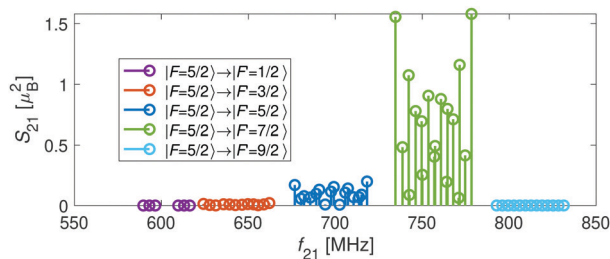 1.5
1
0.5
0
S₂₁ [μ²_B]
|F=5/2⟩→|F'=1/2⟩
|F=5/2⟩→|F'=3/2⟩
|F=5/2⟩→|F'=5/2⟩
|F=5/2⟩→|F'=7/2⟩
|F=5/2⟩→|F'=9/2⟩
550 600 650 700 750 800 850
f₂₁ [MHz]